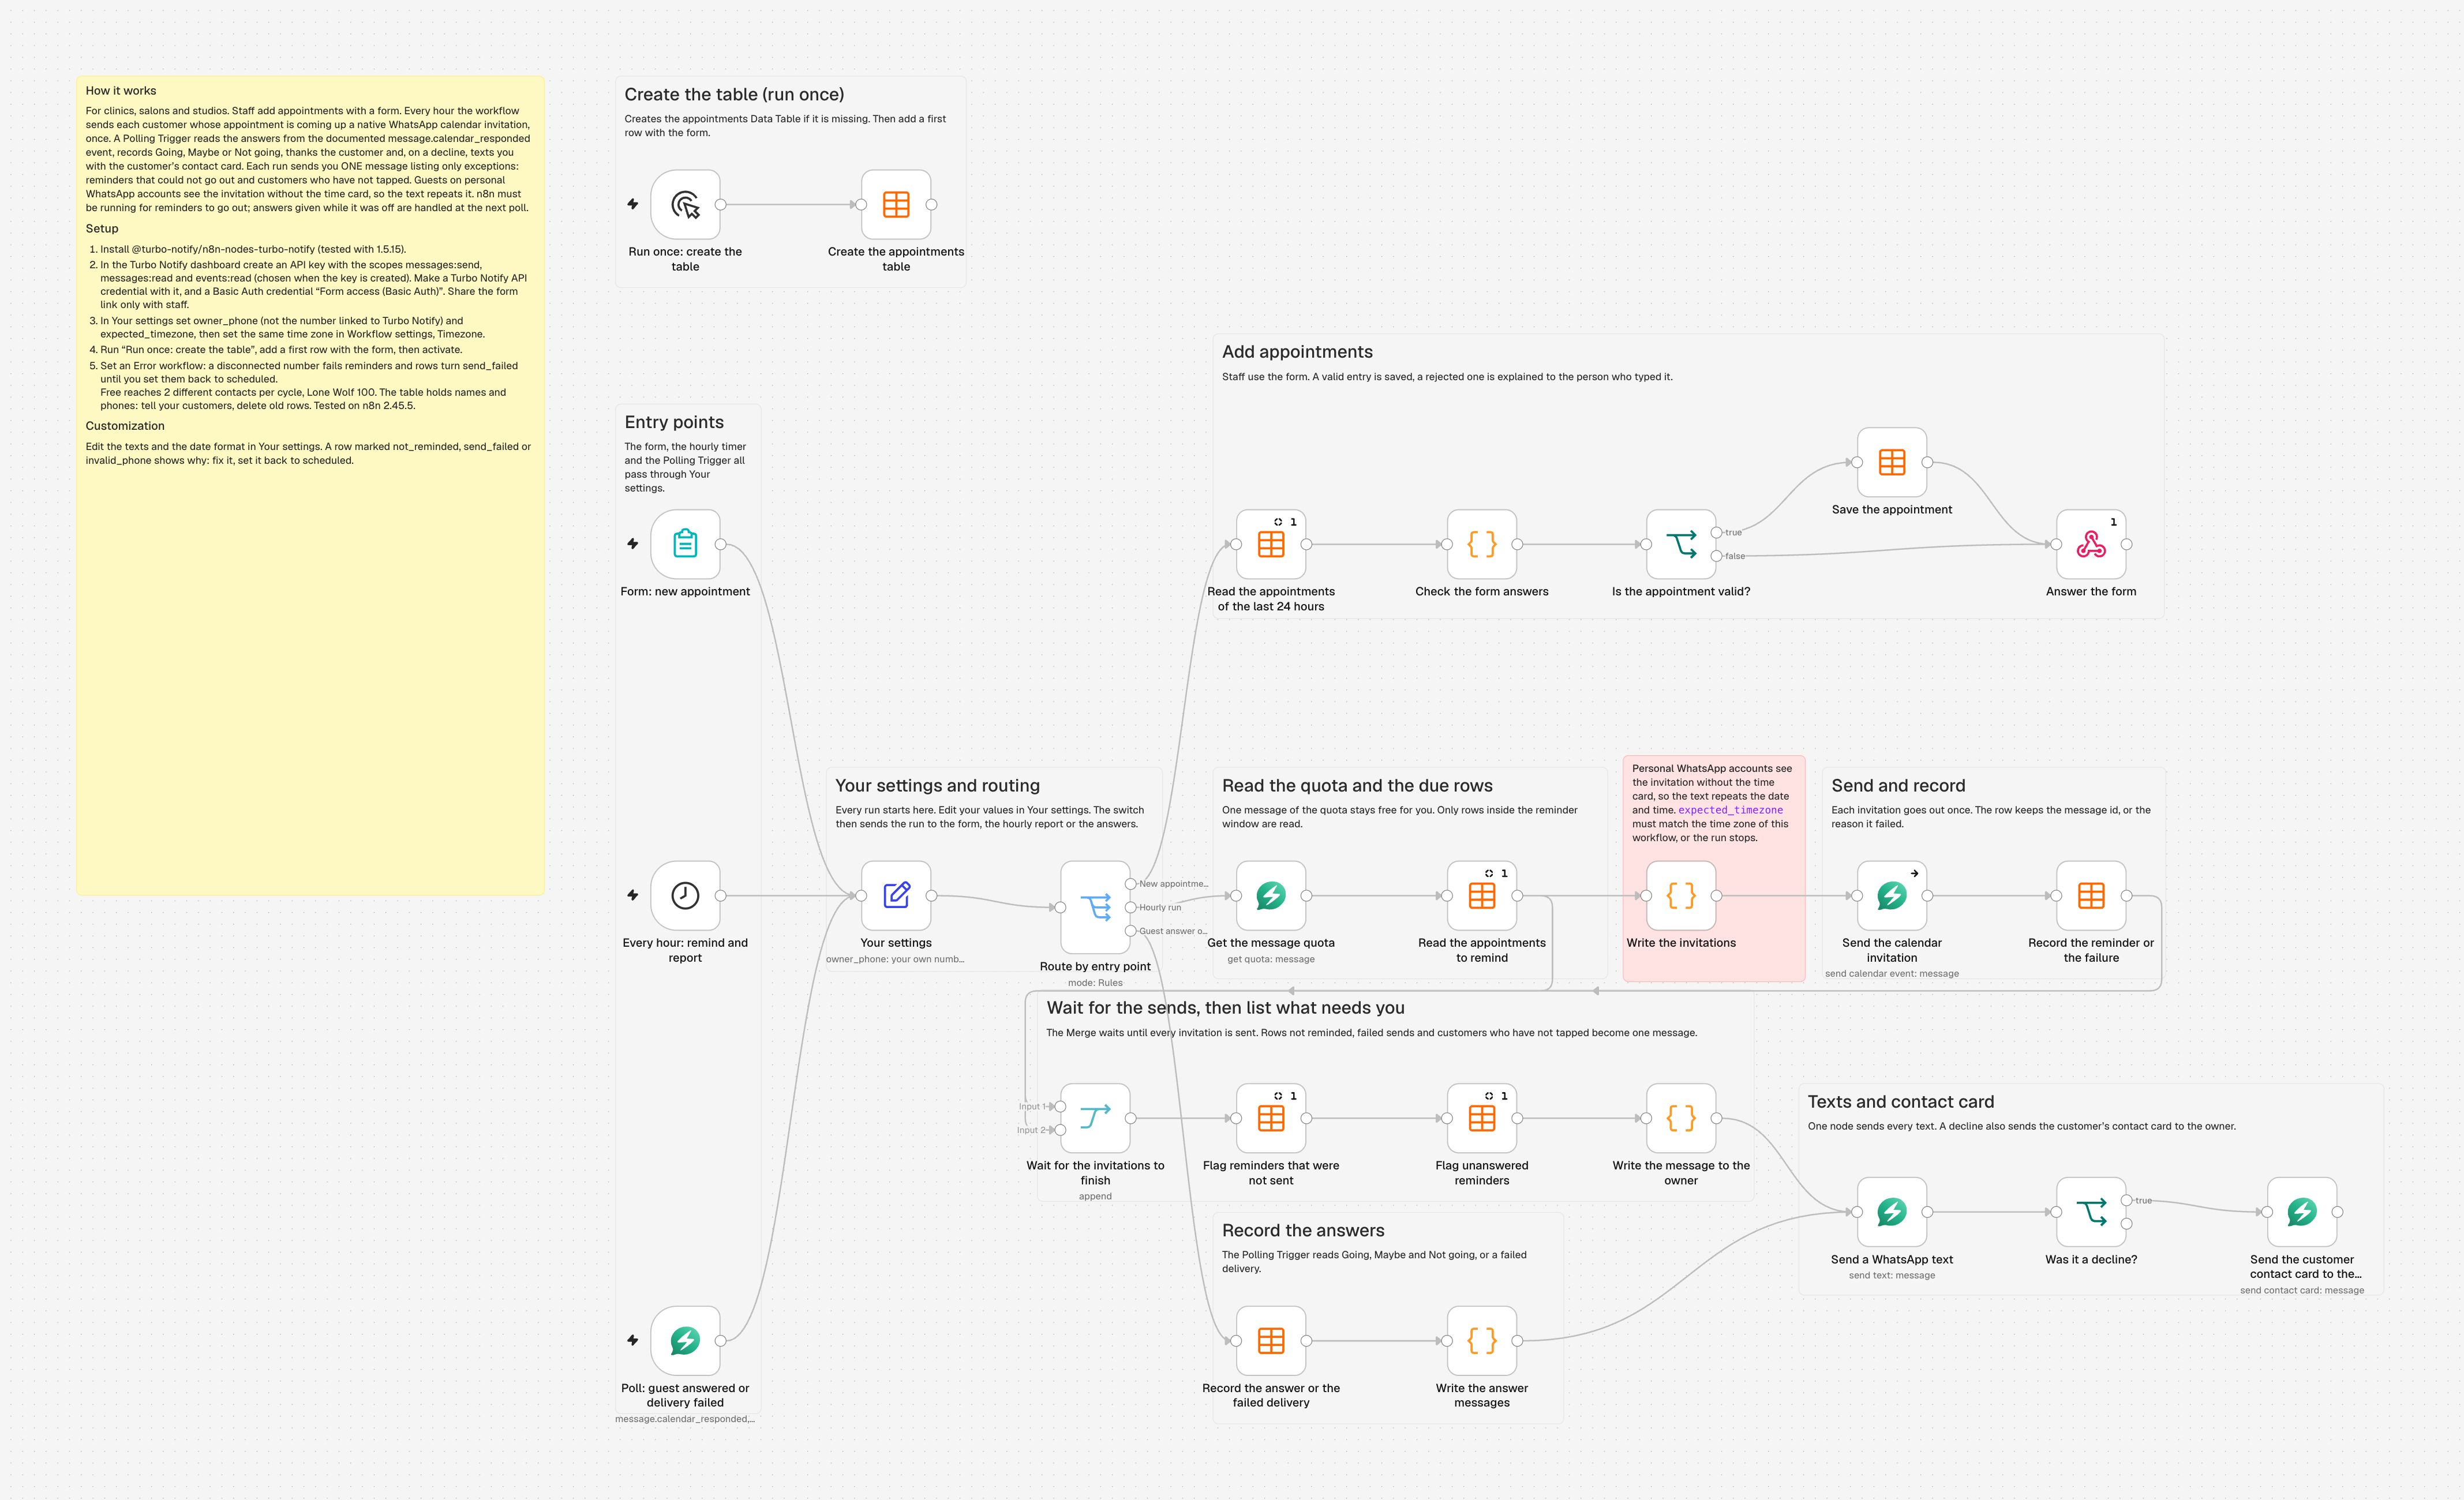 How it works
For clinics, salons and studios. Staff add appointments with a form. Every hour the workflow
sends each customer whose appointment is coming up a native WhatsApp calendar invitation,
once. A Polling Trigger reads the answers from the documented message.calendar_responded
event, records Going, Maybe or Not going, thanks the customer and, on a decline, texts you
with the customer's contact card. Each run sends you ONE message listing only exceptions:
reminders that could not go out and customers who have not tapped. Guests on personal
WhatsApp accounts see the invitation without the time card, so the text repeats it. n8n must
be running for reminders to go out; answers given while it was off are handled at the next poll.
Setup
1. Install @turbo-notify/n8n-nodes-turbo-notify (tested with 1.5.15).
2. In the Turbo Notify dashboard create an API key with the scopes messages:send,
messages:read and events:read (chosen when the key is created). Make a Turbo Notify API
credential with it, and a Basic Auth credential “Form access (Basic Auth)”. Share the form
link only with staff.
3. In Your settings set owner_phone (not the number linked to Turbo Notify) and
expected_timezone, then set the same time zone in Workflow settings, Timezone.
4. Run “Run once: create the table”, add a first row with the form, then activate.
5. Set an Error workflow: a disconnected number fails reminders and rows turn send_failed
until you set them back to scheduled.
Free reaches 2 different contacts per cycle, Lone Wolf 100. The table holds names and
phones: tell your customers, delete old rows. Tested on n8n 2.45.5.
Customization
Edit the texts and the date format in Your settings. A row marked not_reminded, send_failed or
invalid_phone shows why: fix it, set it back to scheduled.
Create the table (run once)
Creates the appointments Data Table if it is missing. Then add a first
row with the form.
Run once: create the
table
Create the appointments
table
Entry points
The form, the hourly timer
and the Polling Trigger all
pass through Your
settings.
Form: new appointment
Every hour: remind and
report
Poll: guest answered or
delivery failed
message.calendar_responded,...
Your settings and routing
Every run starts here. Edit your values in Your settings. The switch
then sends the run to the form, the hourly report or the answers.
Your settings
owner_phone: your own numb...
Route by entry point
mode: Rules
New appointme...
Hourly run
Guest answer o...
Add appointments
Staff use the form. A valid entry is saved, a rejected one is explained to the person who typed it.
1
Read the appointments
of the last 24 hours
Check the form answers
Is the appointment valid?
true
false
Save the appointment
1
Answer the form
Read the quota and the due rows
One message of the quota stays free for you. Only rows inside the reminder
window are read.
Get the message quota
get quota: message
1
Read the appointments
to remind
Personal WhatsApp accounts see
the invitation without the time
card, so the text repeats the date
and time. expected_timezone
must match the time zone of this
workflow, or the run stops.
Write the invitations
Send and record
Each invitation goes out once. The row keeps the message id, or the
reason it failed.
Send the calendar
invitation
send calendar event: message
Record the reminder or
the failure
Wait for the sends, then list what needs you
The Merge waits until every invitation is sent. Rows not reminded, failed sends and customers who have not tapped become one message.
Input 1
Input 2
Wait for the invitations to
finish
append
1
Flag reminders that were
not sent
1
Flag unanswered
reminders
Write the message to the
owner
Record the answers
The Polling Trigger reads Going, Maybe and Not going, or a failed
delivery.
Record the answer or the
failed delivery
Write the answer
messages
Texts and contact card
One node sends every text. A decline also sends the customer's contact card to the owner.
Send a WhatsApp text
send text: message
Was it a decline?
true
Send the customer
contact card to the...
send contact card: message